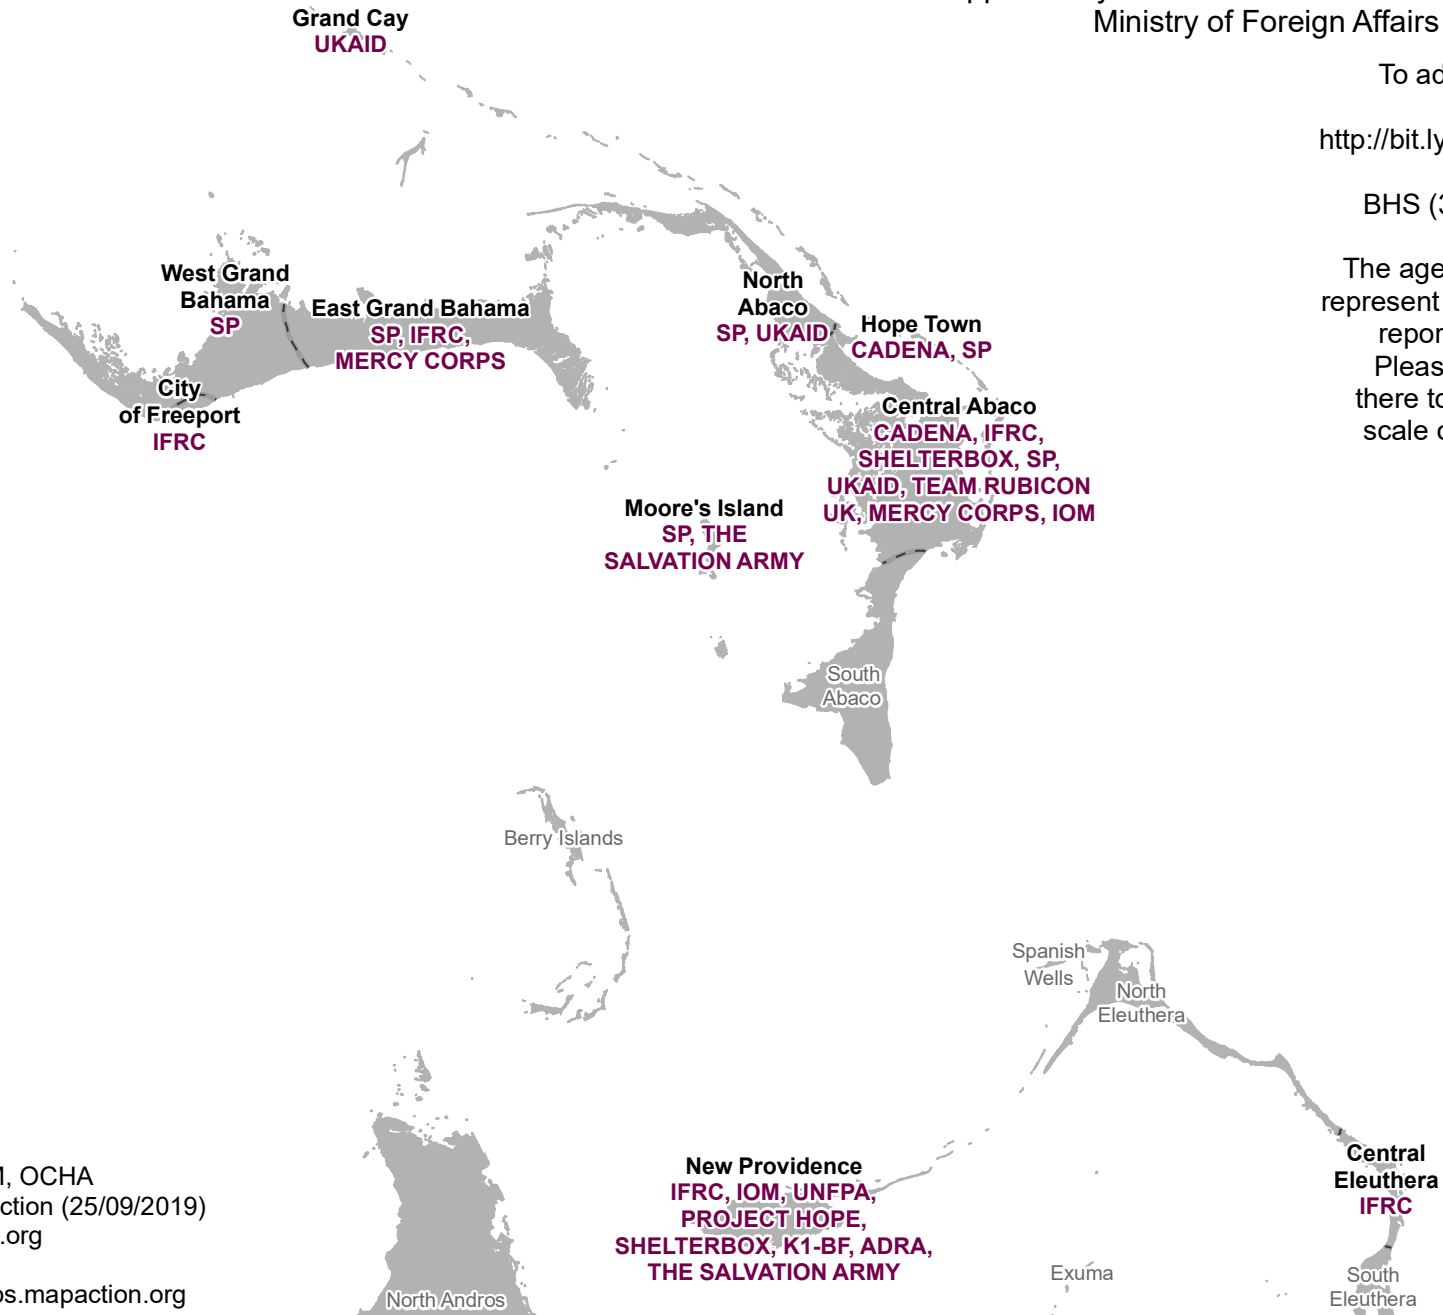 Grand Cay
UKAID
Ministry of Foreign Affairs
To ad
http://bit.ly
BHS (3
The age
represent
repor
Pleas
there to
scale o
West Grand
Bahama
SP
East Grand Bahama
SP, IFRC,
MERCY CORPS
City
of Freeport
IFRC
North
Abaco
SP, UKAID
Hope Town
CADENA, SP
Central Abaco
CADENA, IFRC,
SHELTERBOX, SP,
UKAID, TEAM RUBICON
UK, MERCY CORPS, IOM
Moore's Island
SP, THE
SALVATION ARMY
South
Abaco
Berry Islands
Spanish
Wells
North
Eleuthera
Central
Eleuthera
IFRC
New Providence
IFRC, IOM, UNFPA,
PROJECT HOPE,
SHELTERBOX, K1-BF, ADRA,
THE SALVATION ARMY
Exuma
South
Eleuthera
North Andros
, OCHA
ction (25/09/2019)
.org
os.mapaction.org